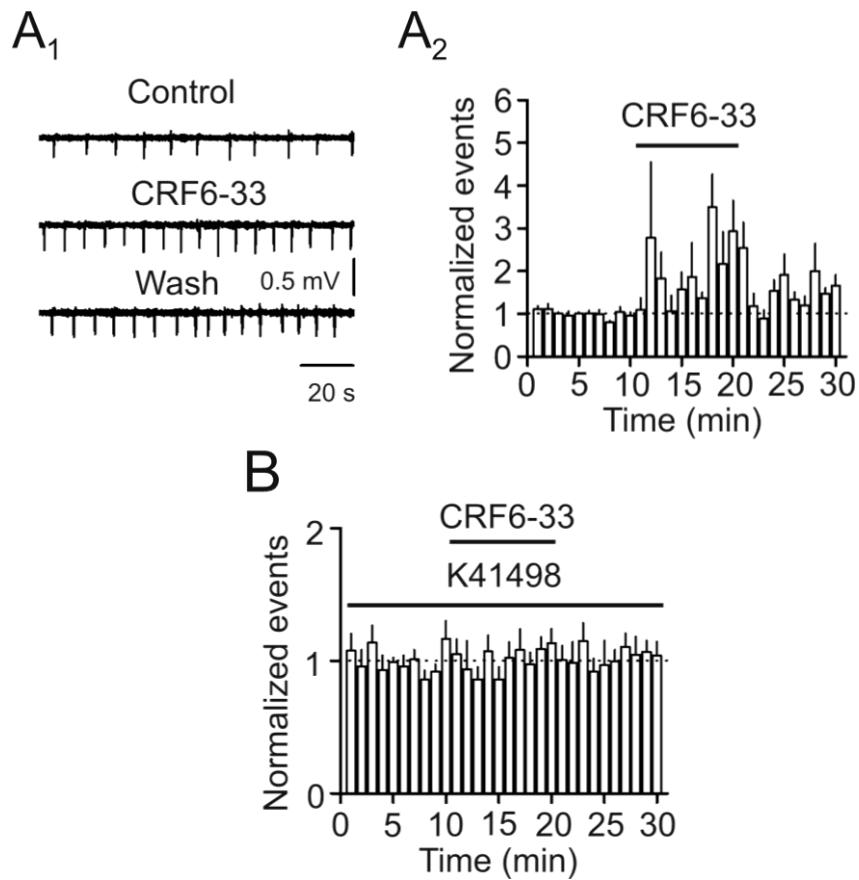 A1
Control
CRF6-33
Wash
0.5 mV
20 s
A2
CRF6-33
Normalized events
6
5
4
3
2
1
0
0 5 10 15 20 25 30
Time (min)
B
CRF6-33
K41498
Normalized events
2
1
0
0 5 10 15 20 25 30
Time (min)